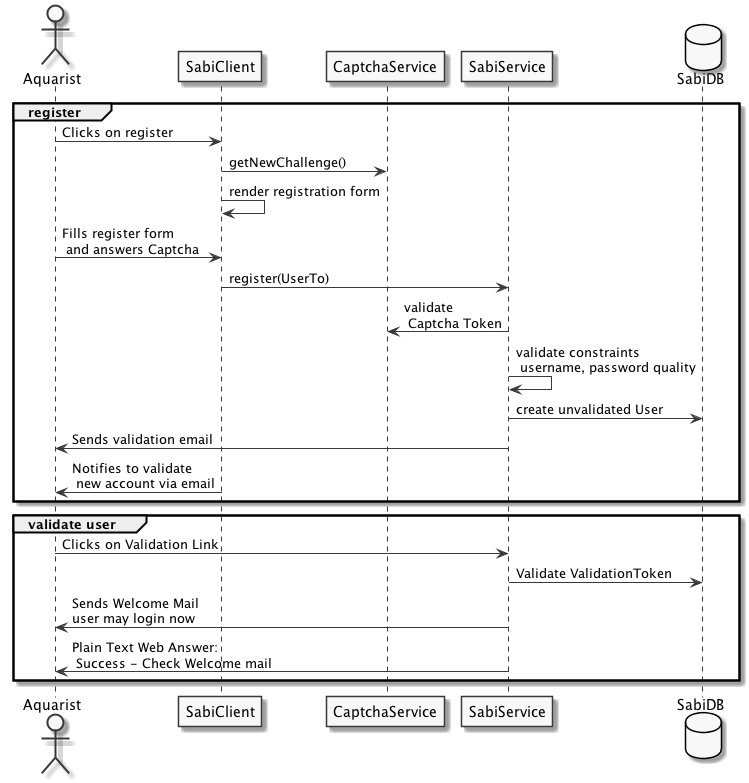 Aquarist
SabiClient
CaptchaService
SabiService
SabiDB
register
Clicks on register
getNewChallenge()
render registration form
Fills register form
and answers Captcha
register(UserTo)
validate
Captcha Token
validate constraints
username, password quality
create unvalidated User
Sends validation email
Notifies to validate
new account via email
validate user
Clicks on Validation Link
Validate ValidationToken
Sends Welcome Mail
user may login now
Plain Text Web Answer:
Success - Check Welcome mail
Aquarist
SabiClient
CaptchaService
SabiService
SabiDB